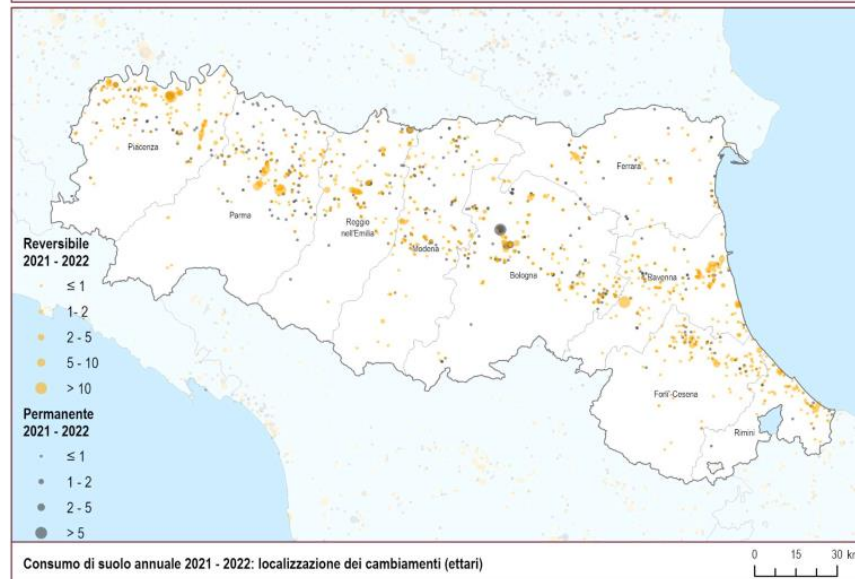 Piacenza
Ferrara
Parma
Reggio
nell'Emilia
Modena
Bologna
Ravenna
Forlì'-Cesena
Rimini
Reversibile
2021 - 2022
≤ 1
1- 2
2 - 5
5 - 10
> 10
Permanente
2021 - 2022
≤ 1
1 - 2
2 - 5
> 5
Consumo di suolo annuale 2021 - 2022: localizzazione dei cambiamenti (ettari)
0 15 30 km